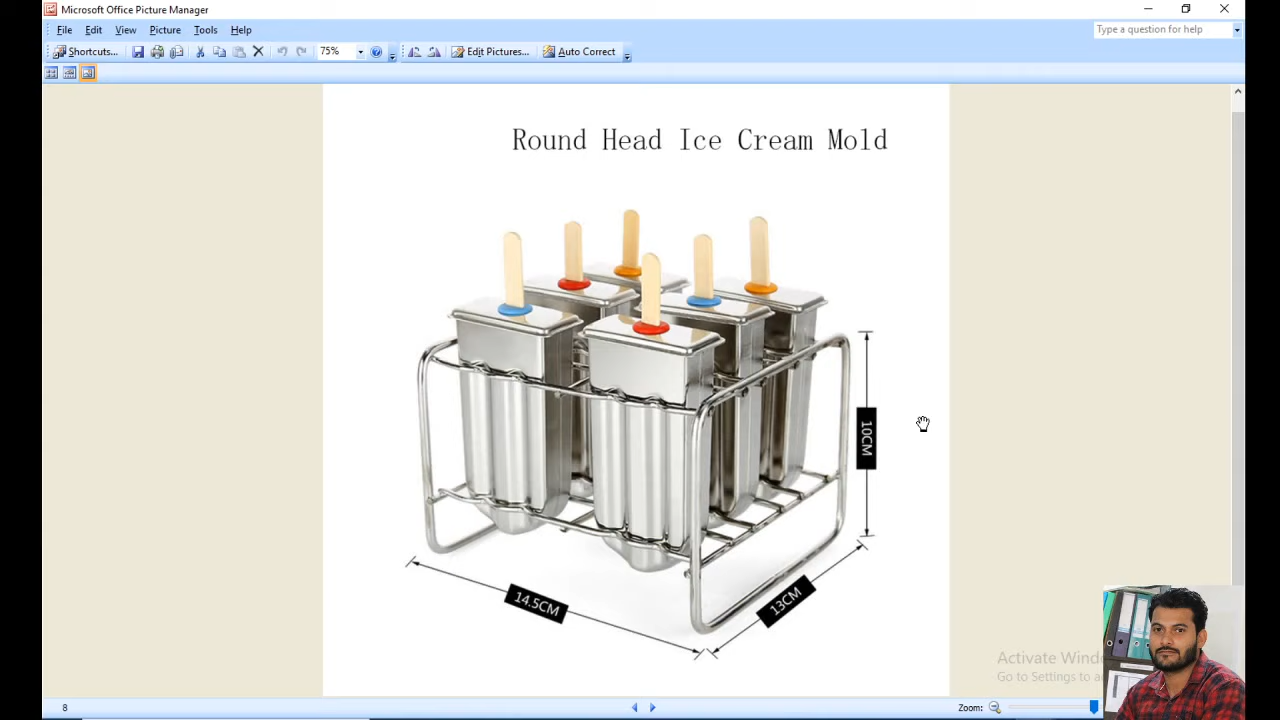 Microsoft Office Picture Manager
File Edit View Picture Tools Help
Type a question for help
Shortcuts...
75%
Edit Pictures...
Auto Correct
Round Head Ice Cream Mold
10CM
14.5CM
13CM
Activate
Go to Settings to
8
Zoom: